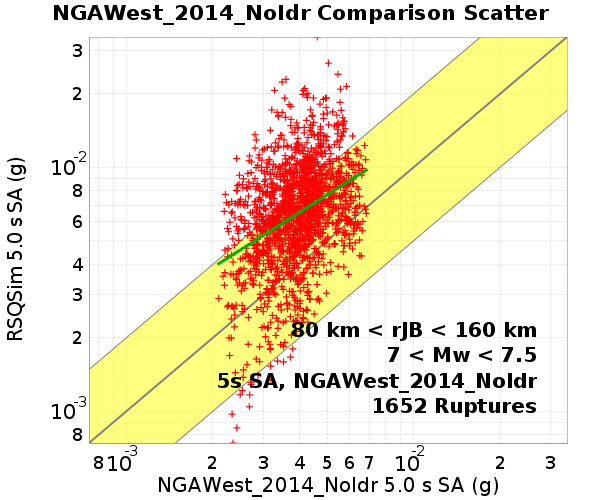 NGAWest_2014_NoIdr Comparison Scatter
RSQSim 5.0 s SA (g)
3
2
10-2
8
6
4
3
2
10-3
8
80 km < rJB < 160 km
7 < Mw < 7.5
5s SA, NGAWest_2014_NoIdr
1652 Ruptures
8 10-3 2 3 4 5 6 7 10-2 2 3
NGAWest_2014_NoIdr 5.0 s SA (g)